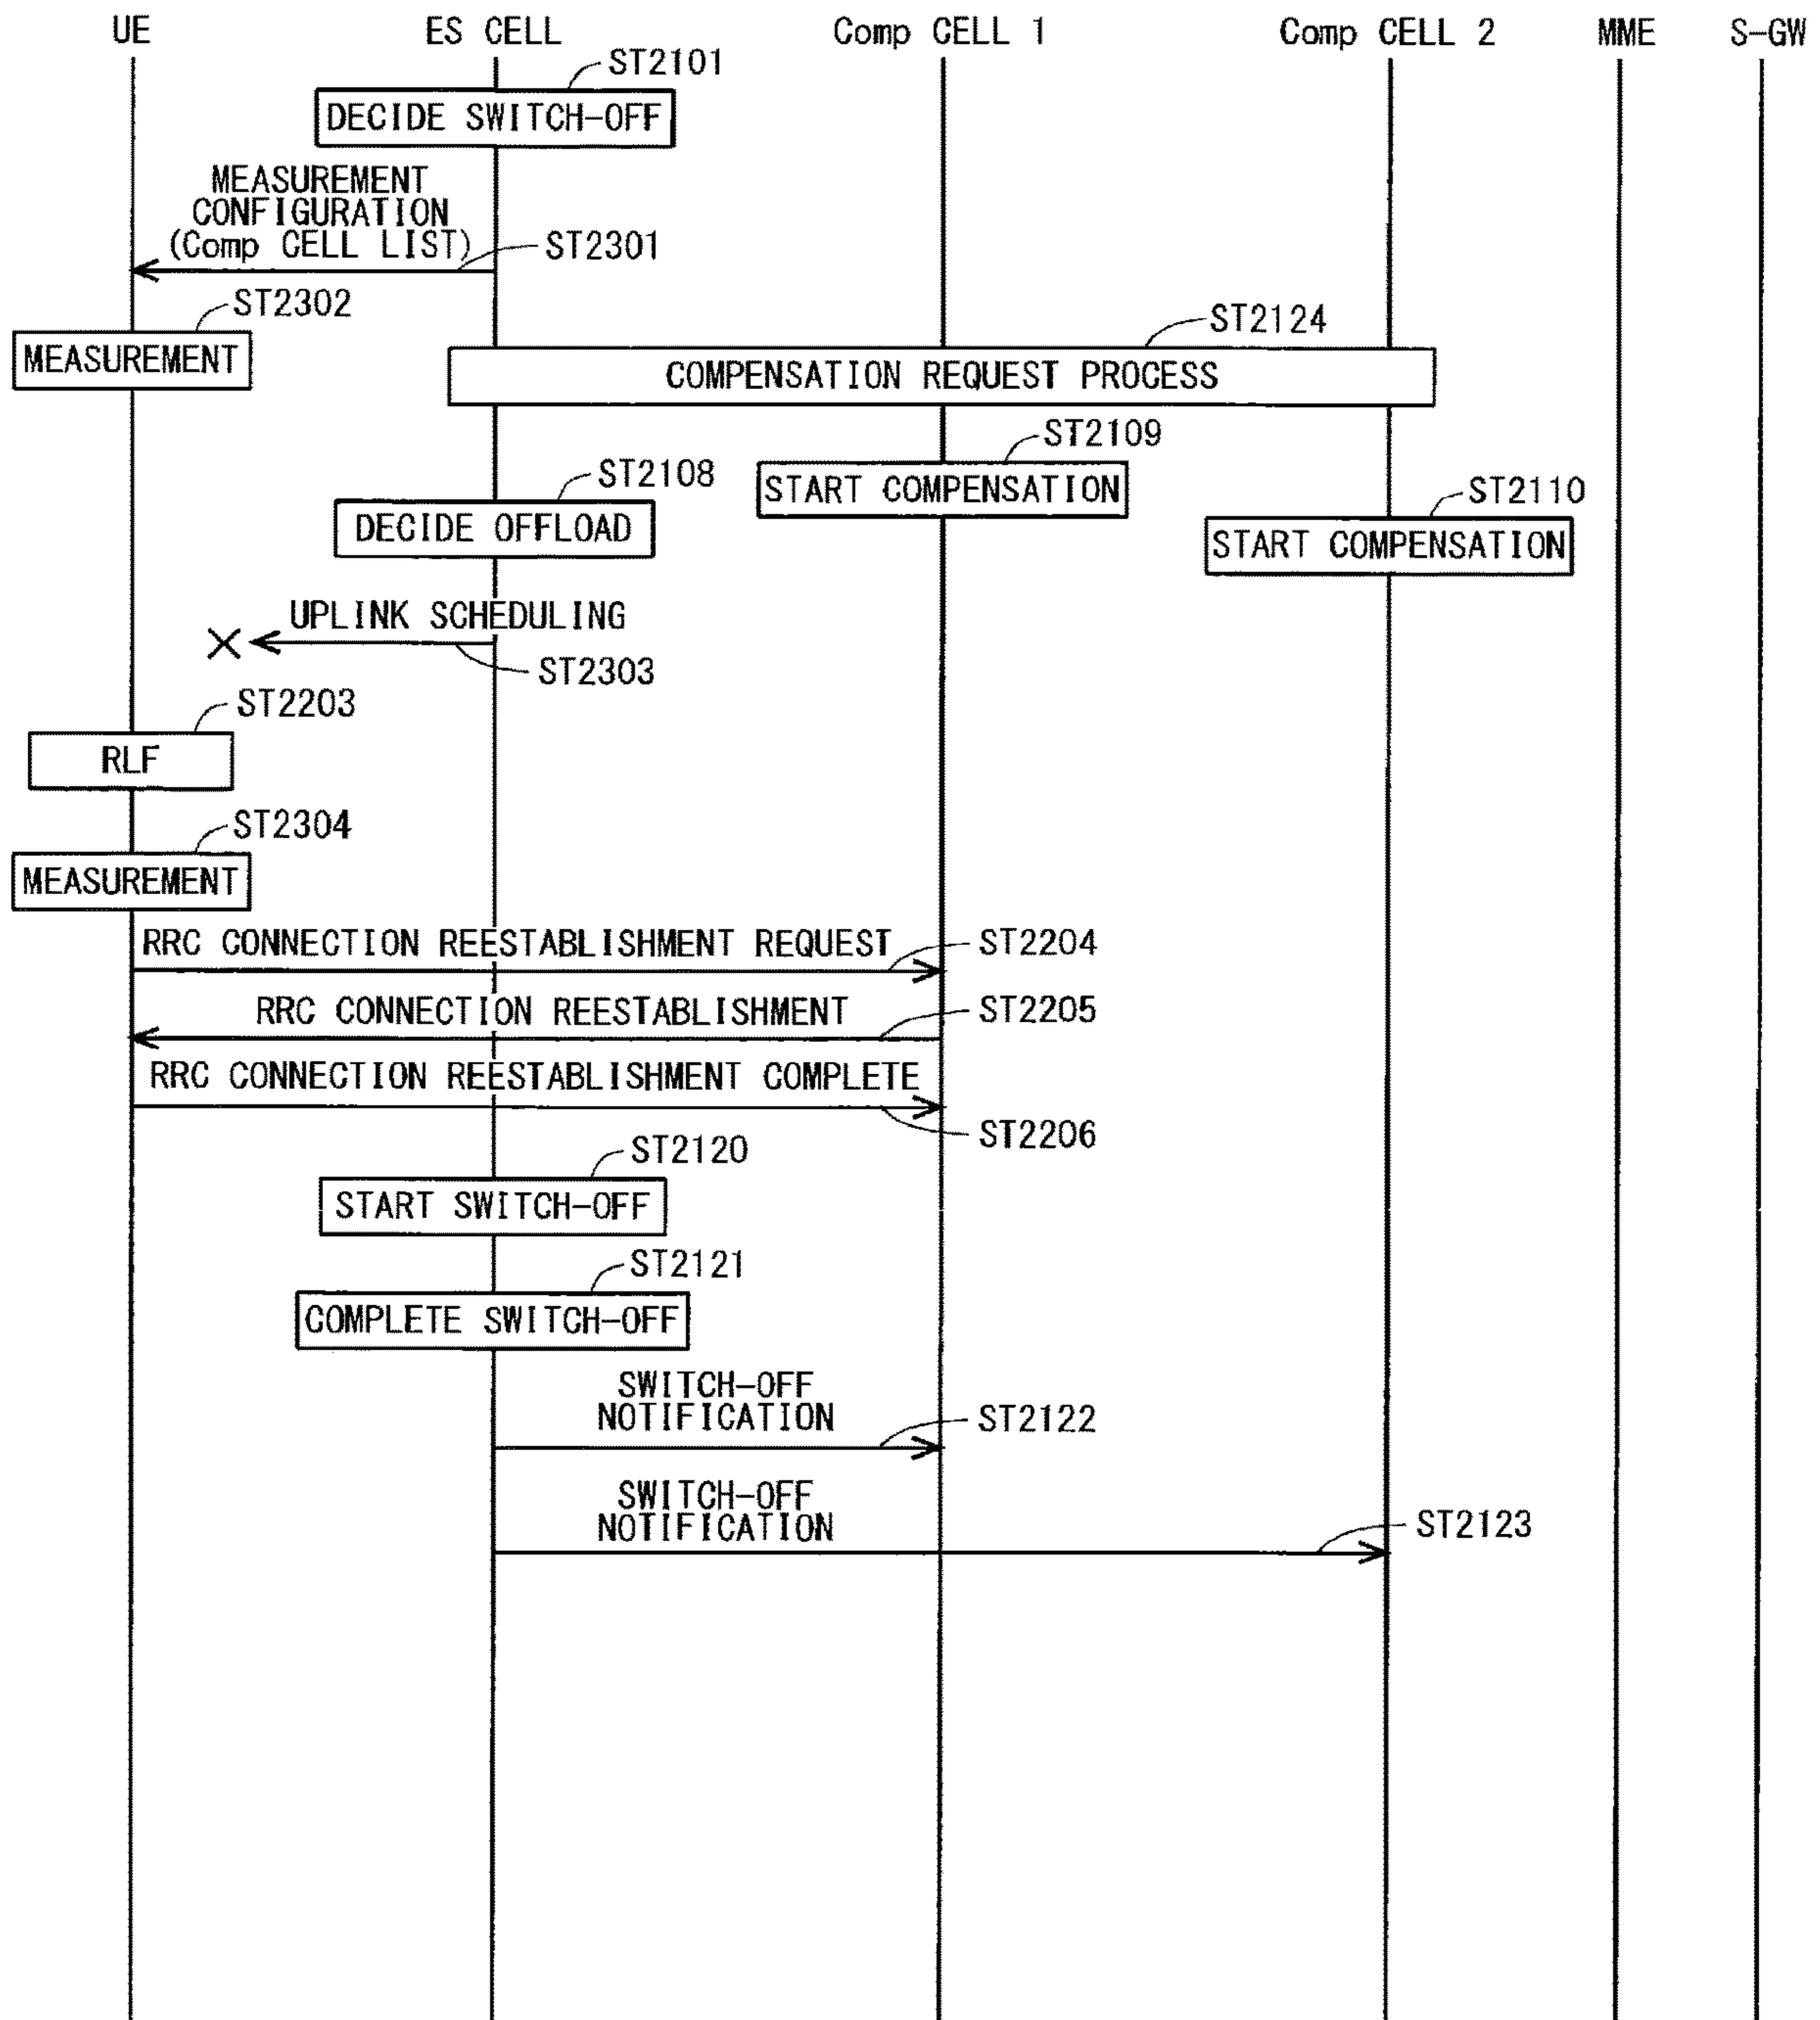 UE
ES CELL
Comp CELL 1
Comp CELL 2
MME
S-GW
ST2101
DECIDE SWITCH-OFF
MEASUREMENT
CONFIGURATION
(Comp CELL LIST)
ST2301
ST2302
MEASUREMENT
ST2124
COMPENSATION REQUEST PROCESS
ST2109
START COMPENSATION
ST2108
DECIDE OFFLOAD
ST2110
START COMPENSATION
UPLINK SCHEDULING
ST2303
ST2203
RLF
ST2304
MEASUREMENT
RRC CONNECTION REESTABLISHMENT REQUEST
ST2204
RRC CONNECTION REESTABLISHMENT
ST2205
RRC CONNECTION REESTABLISHMENT COMPLETE
ST2206
ST2120
START SWITCH-OFF
ST2121
COMPLETE SWITCH-OFF
SWITCH-OFF
NOTIFICATION
ST2122
SWITCH-OFF
NOTIFICATION
ST2123